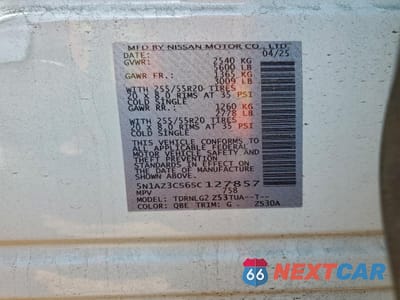 MFD BY NISSAN MOTOR CO., LTD.
DATE: 04/25
GVWR: 2540 KG
5600 LB
GAWR FR.: 1365 KG
3009 LB
WITH 255/55R20 TIRES
20 X 8.0 RIMS AT 35 PSI
COLD SINGLE
GAWR RR.: 1260 KG
2778 LB
WITH 255/55R20 TIRES
20 X 8.0 RIMS AT 35 PSI
COLD SINGLE
THIS VEHICLE CONFORMS TO
ALL APPLICABLE FEDERAL
MOTOR VEHICLE SAFETY
STANDARDS IN EFFECT ON
THE DATE OF MANUFACTURE
SHOWN ABOVE.
5N1AZ3CS6SC127857
MPV 758
MODEL: TDRNLG2 Z53TUA--T--
COLOR: QBE TRIM: G Z530A
66 NEXTCAR